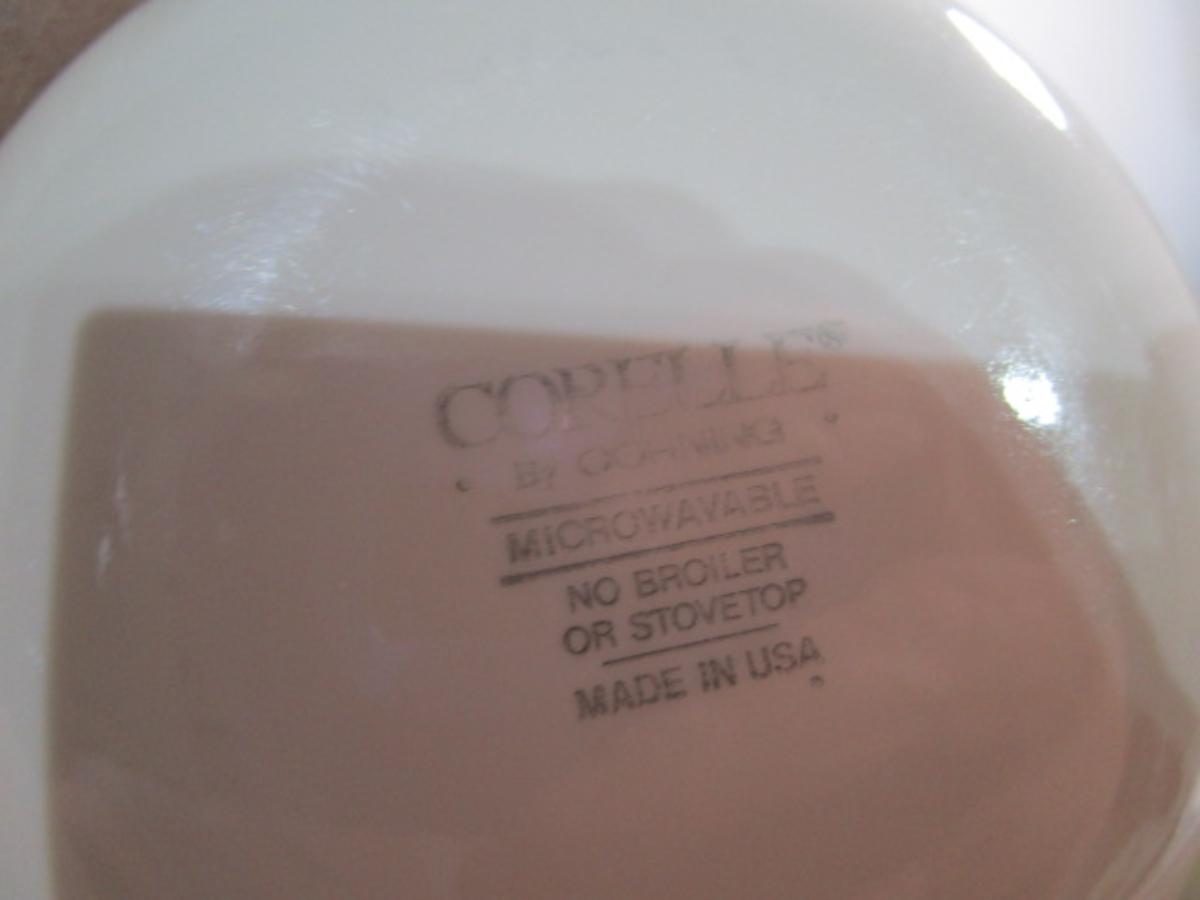 CORELLE®
By CORNING
MICROWAVABLE
NO BROILER
OR STOVETOP
MADE IN USA